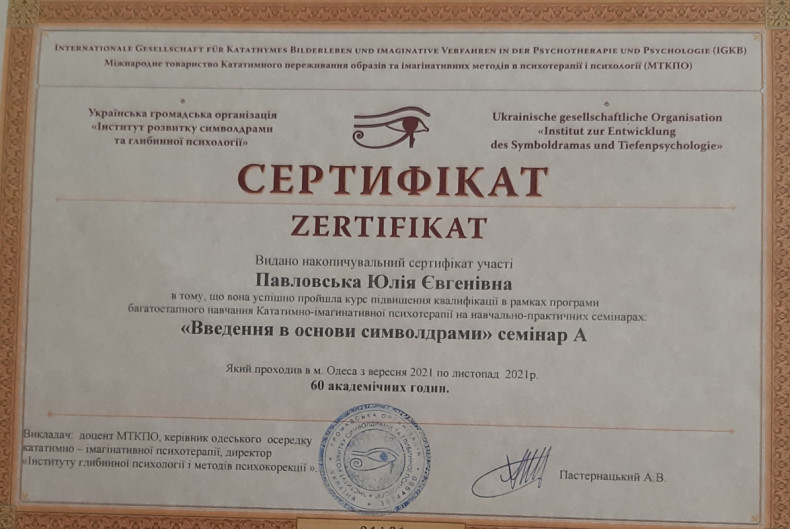 Internationale Gesellschaft für Katathymes Bilderleben und imaginative Verfahren in der Psychotherapie und Psychologie (IGKB)
Міжнародне товариство Кататимного переживання образів та імагінативних методів в психотерапії і психології (МТКПО)
Українська громадська організація
«Інститут розвитку символдрами
та глибинної психології»
Ukrainische gesellschaftliche Organisation
«Institut zur Entwicklung
des Symboldramas und Tiefenpsychologie»
СЕРТИФІКАТ
ZERTIFIKAT
Видано накопичувальний сертифікат участі
Павловська Юлія Євгенівна
в тому, що вона успішно пройшла курс підвищення кваліфікації в рамках програми
багатоступного навчання Кататимно-імагінативної психотерапії на навчально-практичних семінарах:
«Введення в основи символдрами» семінар А
Який проходив в м. Одеса з вересня 2021 по листопад 2021р.
60 академічних годин.
Викладач: доцент МТКПО, керівник одеського осередку
кататимно – імагінативної психотерапії, директор
«Інституту глибинної психології і методів психокорекції».
Пастернацький А.В.